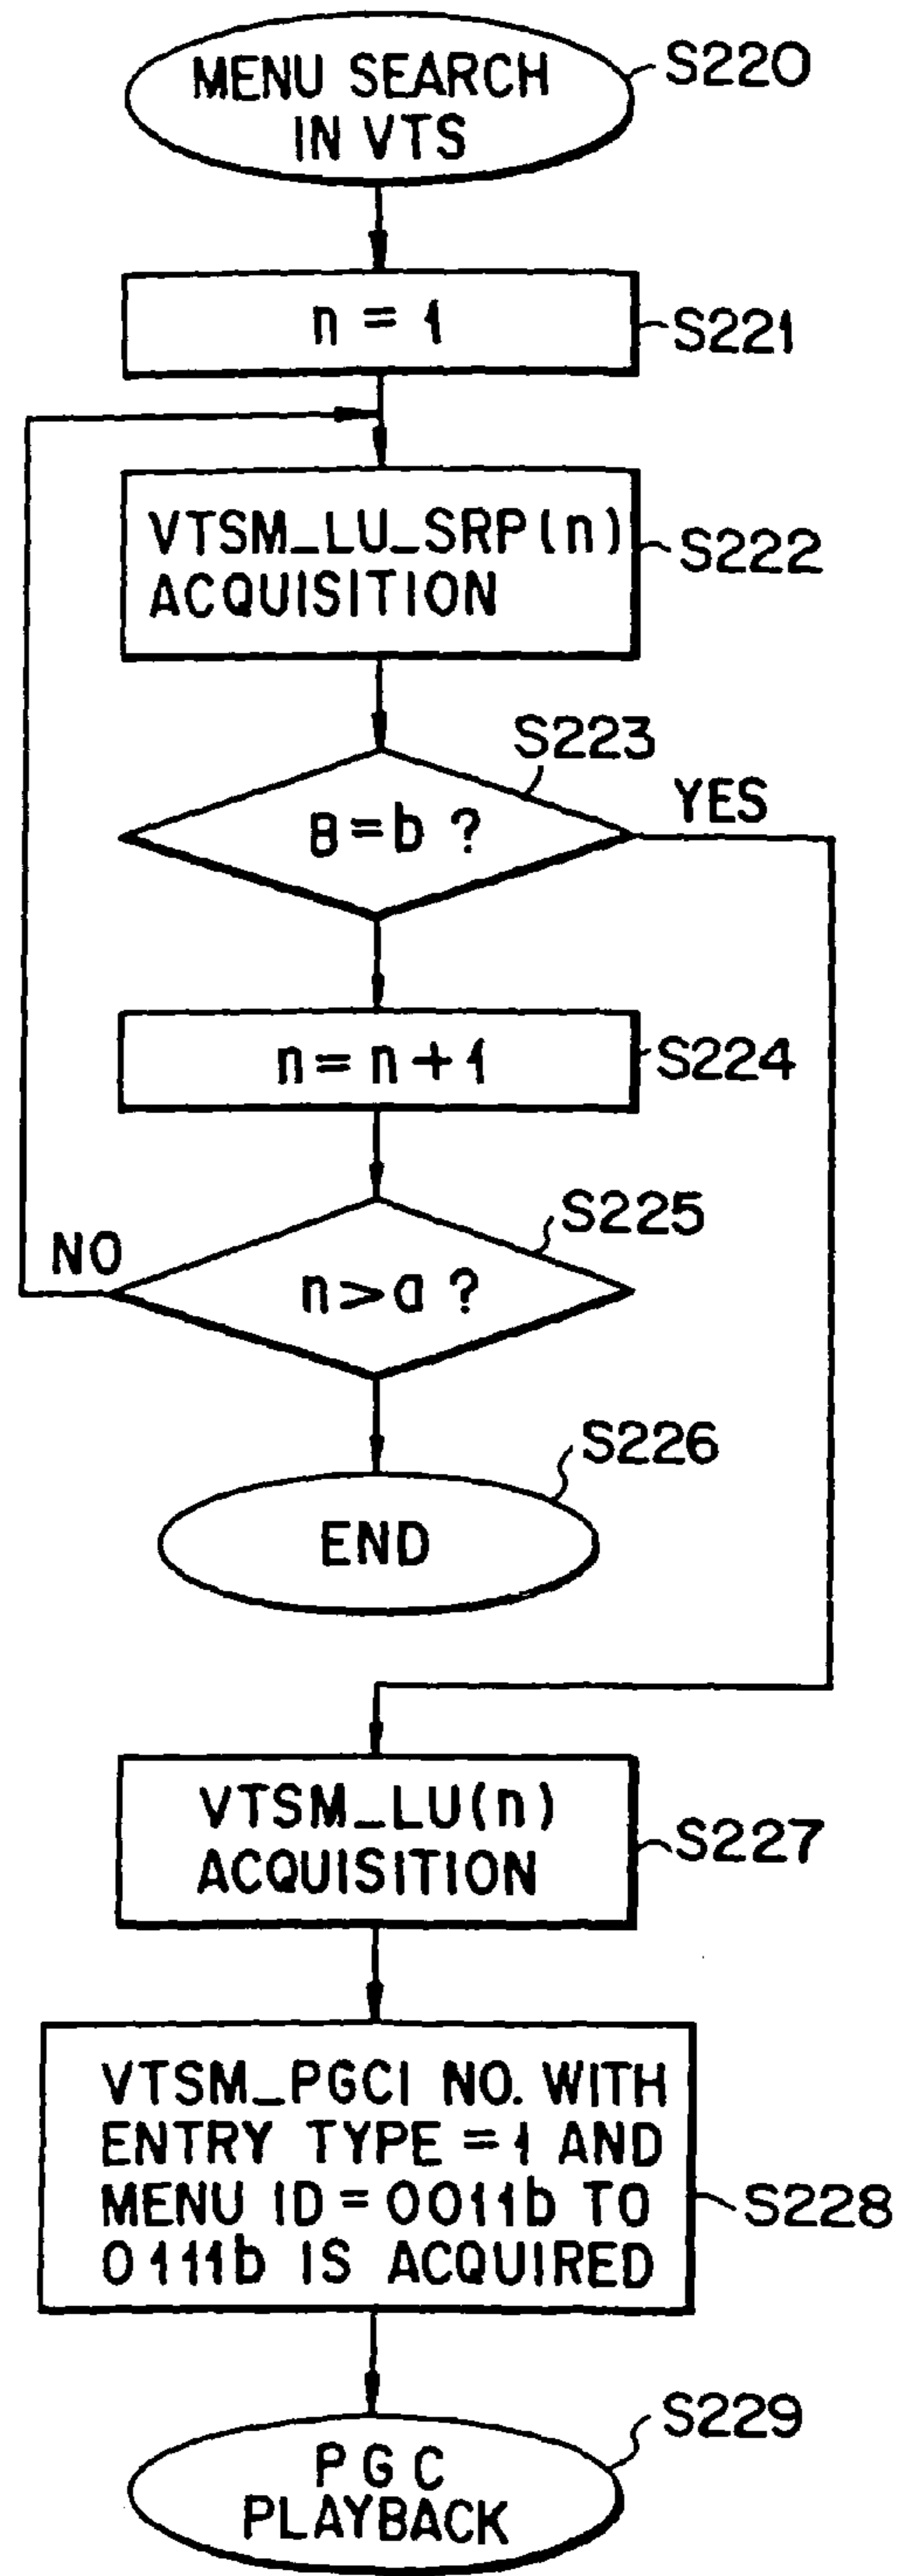 MENU SEARCH
IN VTS
S220
n = 1
S221
VTSM_LU_SRP(n)
ACQUISITION
S222
S223
B=b ?
YES
n=n+1
S224
S225
NO
n>a ?
S226
END
VTSM_LU(n)
ACQUISITION
S227
VTSM_PGCI NO. WITH
ENTRY TYPE =1 AND
MENU ID=0011b TO
0111b IS ACQUIRED
S228
S229
PGC
PLAYBACK